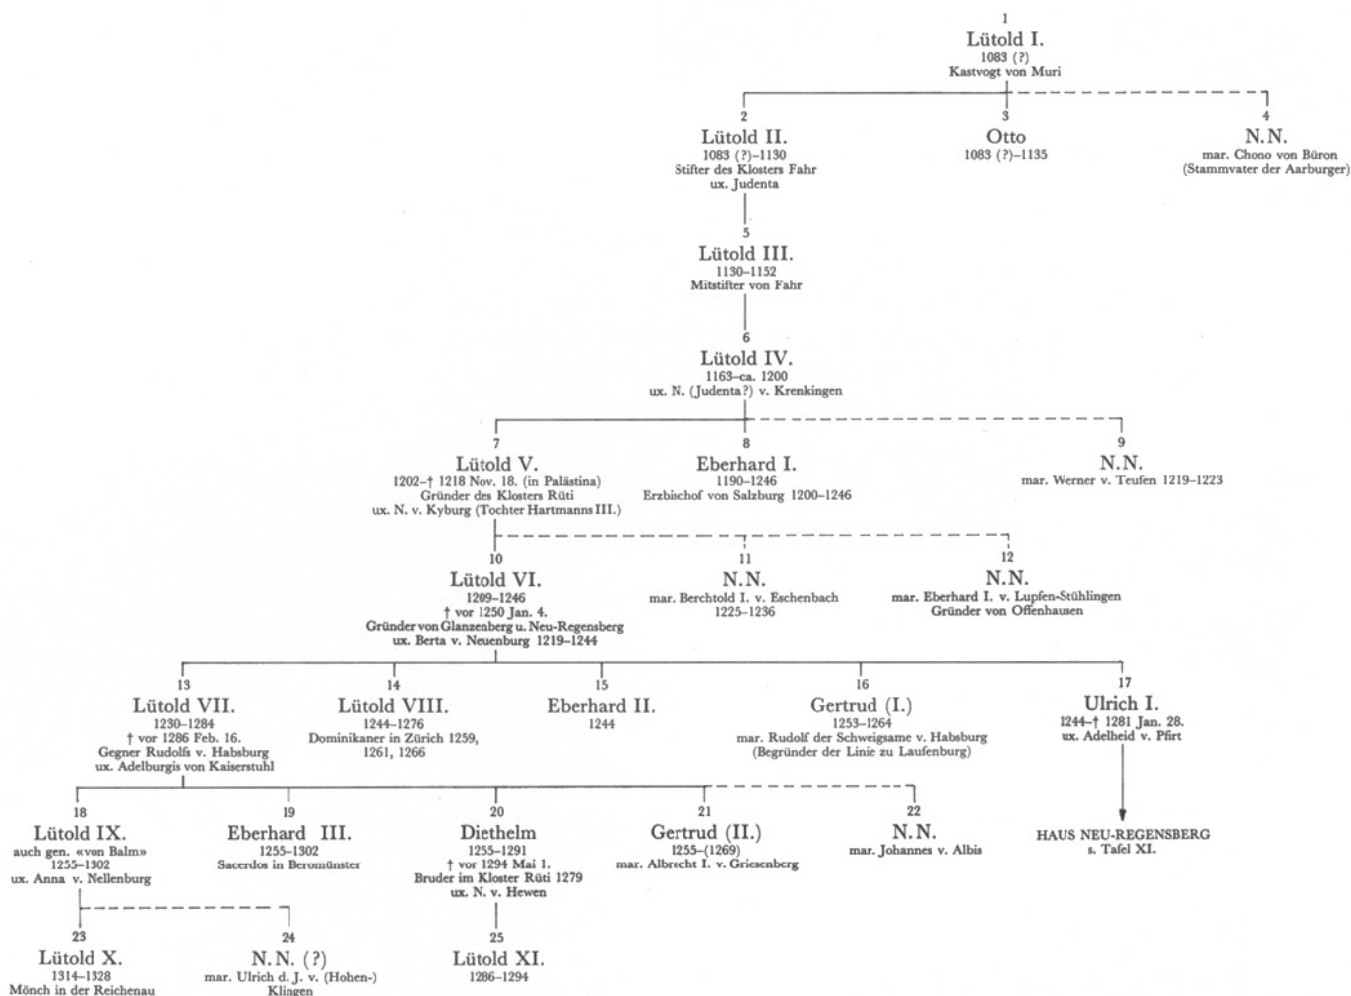 1
Lütold I.
1083 (?)
Kastvogt von Muri
2
Lütold II.
1083 (?)–1130
Stifter des Klosters Fahr
ux. Judenta
3
Otto
1083 (?)–1135
4
N.N.
mar. Chono von Büron
(Stammvater der Aarburger)
5
Lütold III.
1130–1152
Mitstifter von Fahr
6
Lütold IV.
1163–ca. 1200
ux. N. (Judenta?) v. Krenkingen
7
Lütold V.
1202–† 1218 Nov. 18. (in Palästina)
Gründer des Klosters Rüti
ux. N. v. Kyburg (Tochter Hartmanns III.)
8
Eberhard I.
1190–1246
Erzbischof von Salzburg 1200–1246
9
N.N.
mar. Werner v. Teufen 1219–1223
10
Lütold VI.
1209–1246
† vor 1250 Jan. 4.
Gründer von Glanzenberg u. Neu-Regensberg
ux. Berta v. Neuenburg 1219–1244
11
N.N.
mar. Berchtold I. v. Eschenbach
1225–1236
12
N.N.
mar. Eberhard I. v. Lupfen-Stühlingen
Gründer von Offenhausen
13
Lütold VII.
1230–1284
† vor 1286 Feb. 16.
Gegner Rudolfs v. Habsburg
ux. Adelburgis von Kaiserstuhl
14
Lütold VIII.
1244–1276
Dominikaner in Zürich 1259,
1261, 1266
15
Eberhard II.
1244
16
Gertrud (I.)
1253–1264
mar. Rudolf der Schweigsame v. Habsburg
(Begründer der Linie zu Laufenburg)
17
Ulrich I.
1244–† 1281 Jan. 28.
ux. Adelheid v. Pfirt
18
Lütold IX.
auch gen. «von Balm»
1255–1302
ux. Anna v. Nellenburg
19
Eberhard III.
1255–1302
Sacerdos in Beromünster
20
Diethelm
1255–1291
† vor 1294 Mai 1.
Bruder im Kloster Rüti 1279
ux. N. v. Hewen
21
Gertrud (II.)
1255–(1269)
mar. Albrecht I. v. Griesenberg
22
N.N.
mar. Johannes v. Albis
HAUS NEU-REGENSBERG
s. Tafel XI.
23
Lütold X.
1314–1328
Mönch in der Reichenau
24
N.N. (?)
mar. Ulrich d. J. v. (Hohen-)
Klingen
25
Lütold XI.
1286–1294